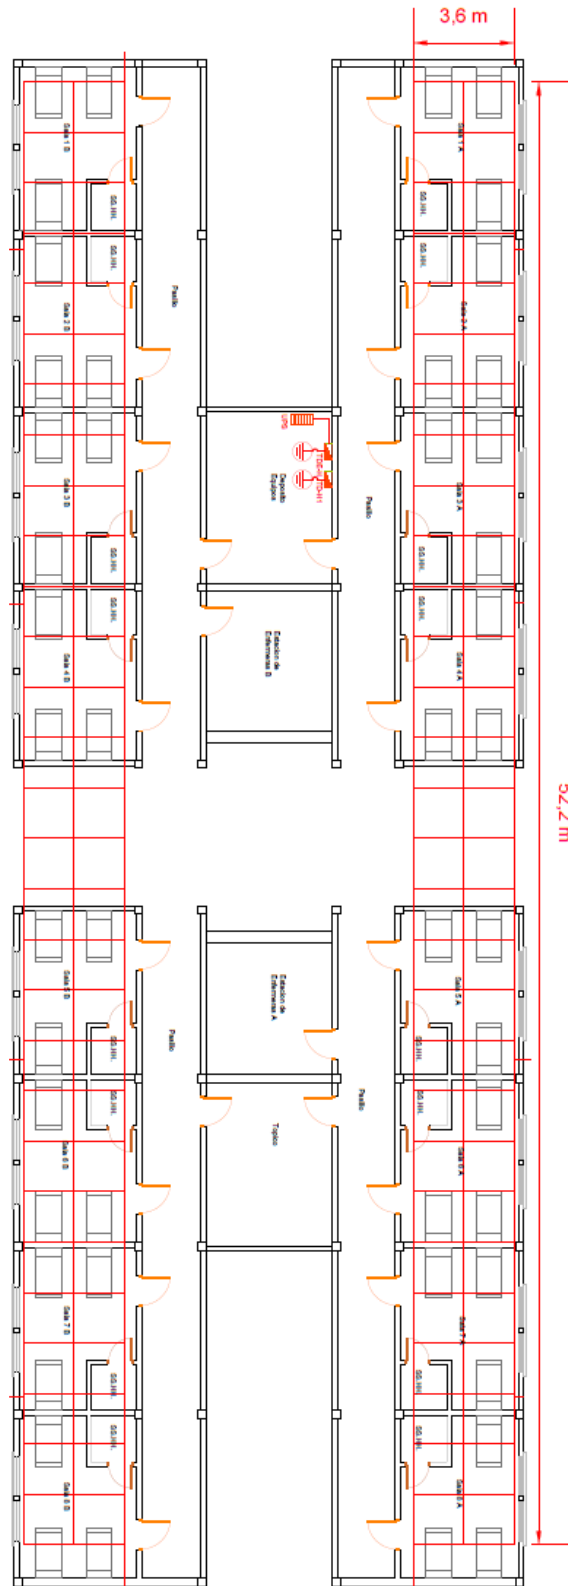 3,6 m
Sala 1 B
Sala 1 A
SS.HH.
SS.HH.
SS.HH.
SS.HH.
Pasillo
Sala 2 B
Sala 2 A
UPS
Deposito
Equipos
Pasillo
Sala 3 B
Sala 3 A
SS.HH.
SS.HH.
SS.HH.
SS.HH.
Estacion de
Enfermeras B
Sala 4 B
Sala 4 A
52,2 m
Sala 5 B
Estacion de
Enfermeras A
Sala 5 A
Pasillo
SS.HH.
SS.HH.
Pasillo
SS.HH.
SS.HH.
Sala 6 B
Topico
Sala 6 A
Sala 7 B
Sala 7 A
SS.HH.
SS.HH.
SS.HH.
SS.HH.
Sala 8 B
Sala 8 A